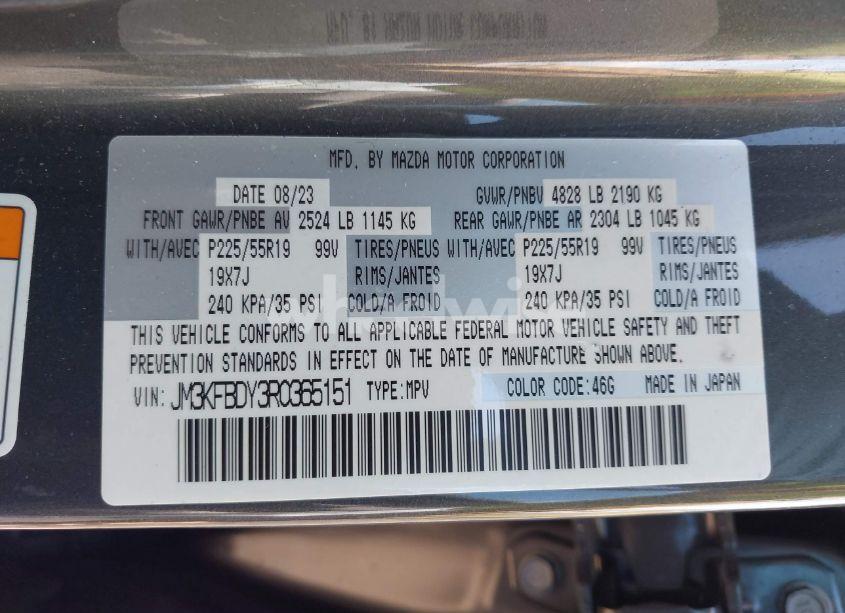 MFD. BY MAZDA MOTOR CORPORATION
DATE 08/23 GVWR/PNBV 4828 LB 2190 KG
FRONT GAWR/PNBE AV 2524 LB 1145 KG REAR GAWR/PNBE AR 2304 LB 1045 KG
WITH/AVEC P225/55R19 99V TIRES/PNEUS WITH/AVEC P225/55R19 99V TIRES/PNEUS
19X7J RIMS/JANTES 19X7J RIMS/JANTES
240 KPA/35 PSI COLD/A FROID 240 KPA/35 PSI COLD/A FROID
THIS VEHICLE CONFORMS TO ALL APPLICABLE FEDERAL MOTOR VEHICLE SAFETY AND THEFT
PREVENTION STANDARDS IN EFFECT ON THE DATE OF MANUFACTURE SHOWN ABOVE.
VIN: JM3KFBDY3R0365151 TYPE:MPV COLOR CODE:46G MADE IN JAPAN